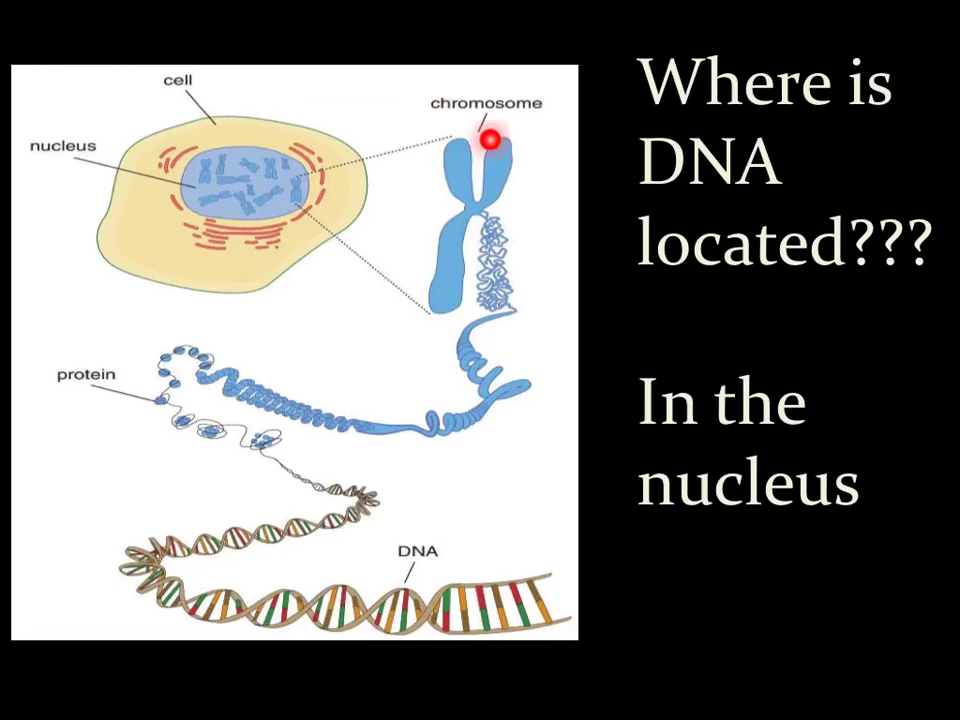 cell
chromosome
nucleus
protein
DNA
Where is
DNA
located???
In the
nucleus